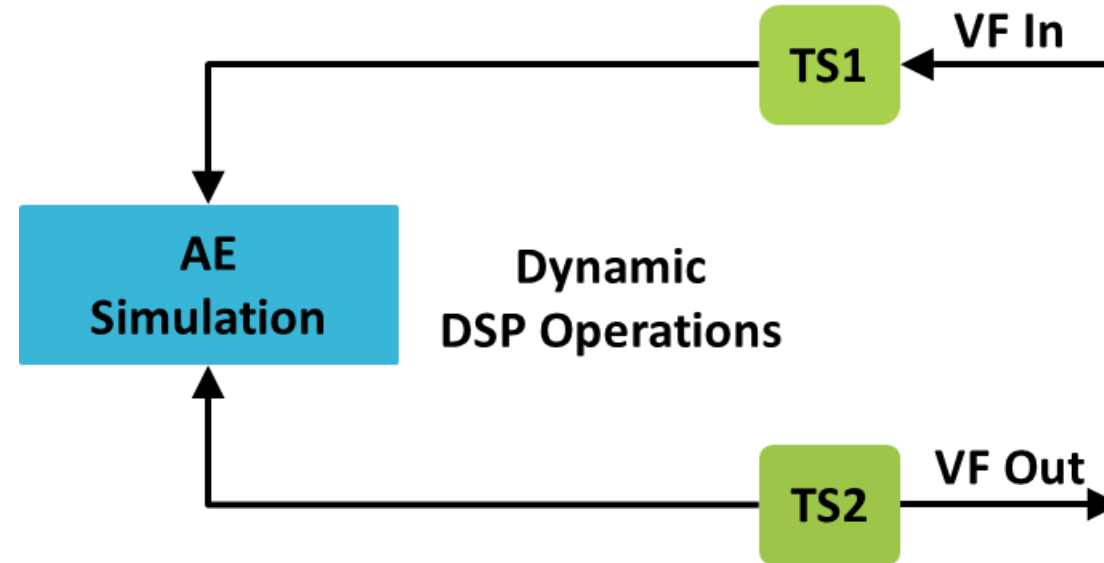 VF In
TS1
AE
Simulation
Dynamic
DSP Operations
VF Out
TS2